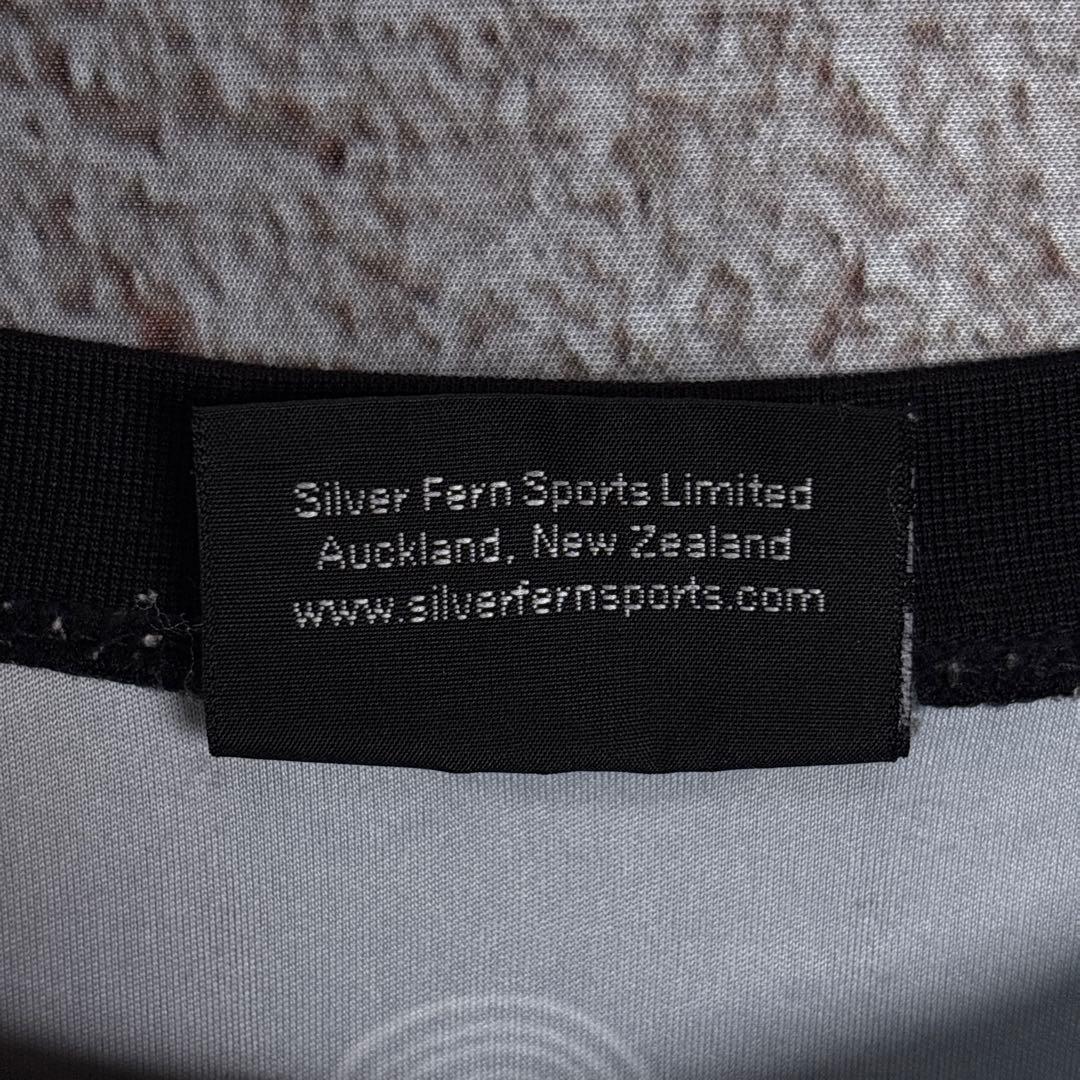 Silver Fern Sports Limited
Auckland, New Zealand
www.silverfernsports.com